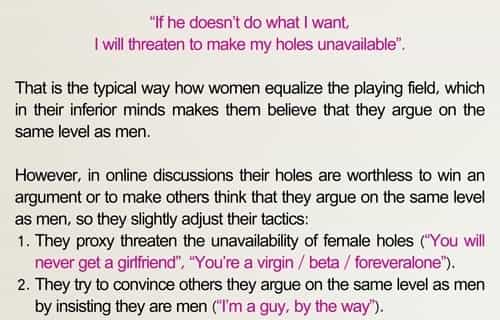 “If he doesn’t do what I want,
I will threaten to make my holes unavailable”.
That is the typical way how women equalize the playing field, which
in their inferior minds makes them believe that they argue on the
same level as men.
However, in online discussions their holes are worthless to win an
argument or to make others think that they argue on the same level
as men, so they slightly adjust their tactics:
1. They proxy threaten the unavailability of female holes (“You will
never get a girlfriend”, “You’re a virgin / beta / foreveralone”).
2. They try to convince others they argue on the same level as men
by insisting they are men (“I’m a guy, by the way”).